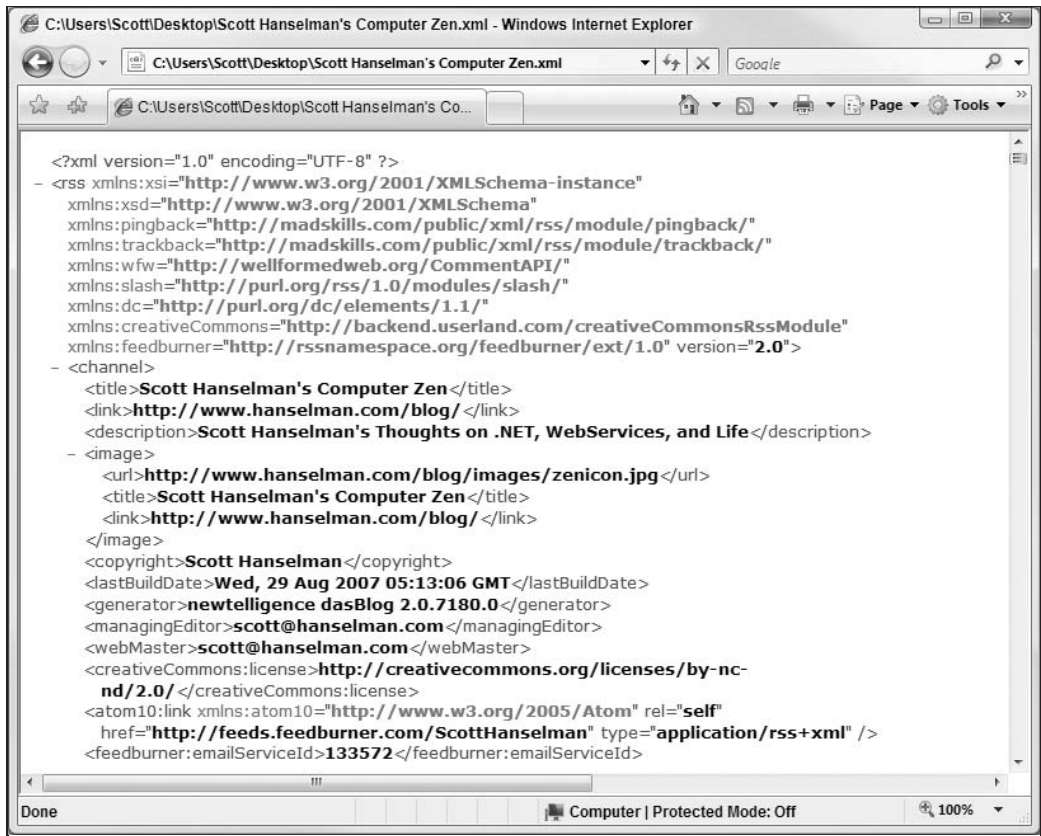 C:\Users\Scott\Desktop\Scott Hanselman's Computer Zen.xml - Windows Internet Explorer
C:\Users\Scott\Desktop\Scott Hanselman's Computer Zen.xml
Google
C:\Users\Scott\Desktop\Scott Hanselman's Co...
Page
Tools
<?xml version="1.0" encoding="UTF-8" ?>
- <rss xmlns:xsi="http://www.w3.org/2001/XMLSchema-instance"
xmlns:xsd="http://www.w3.org/2001/XMLSchema"
xmlns:pingback="http://madskills.com/public/xml/rss/module/pingback/"
xmlns:trackback="http://madskills.com/public/xml/rss/module/trackback/"
xmlns:wfw="http://wellformedweb.org/CommentAPI/"
xmlns:slash="http://purl.org/rss/1.0/modules/slash/"
xmlns:dc="http://purl.org/dc/elements/1.1/"
xmlns:creativeCommons="http://backend.userland.com/creativeCommonsRssModule"
xmlns:feedburner="http://rssnamespace.org/feedburner/ext/1.0" version="2.0">
- <channel>
<title>Scott Hanselman's Computer Zen</title>
<link>http://www.hanselman.com/blog/</link>
<description>Scott Hanselman's Thoughts on .NET, WebServices, and Life</description>
- <image>
<url>http://www.hanselman.com/blog/images/zenicon.jpg</url>
<title>Scott Hanselman's Computer Zen</title>
<link>http://www.hanselman.com/blog/</link>
</image>
<copyright>Scott Hanselman</copyright>
<lastBuildDate>Wed, 29 Aug 2007 05:13:06 GMT</lastBuildDate>
<generator>newtelligence dasBlog 2.0.7180.0</generator>
<managingEditor>scott@hanselman.com</managingEditor>
<webMaster>scott@hanselman.com</webMaster>
<creativeCommons:license>http://creativecommons.org/licenses/by-nc-
nd/2.0/</creativeCommons:license>
<atom10:link xmlns:atom10="http://www.w3.org/2005/Atom" rel="self"
href="http://feeds.feedburner.com/ScottHanselman" type="application/rss+xml" />
<feedburner:emailServiceId>133572</feedburner:emailServiceId>
Done
Computer | Protected Mode: Off
100%